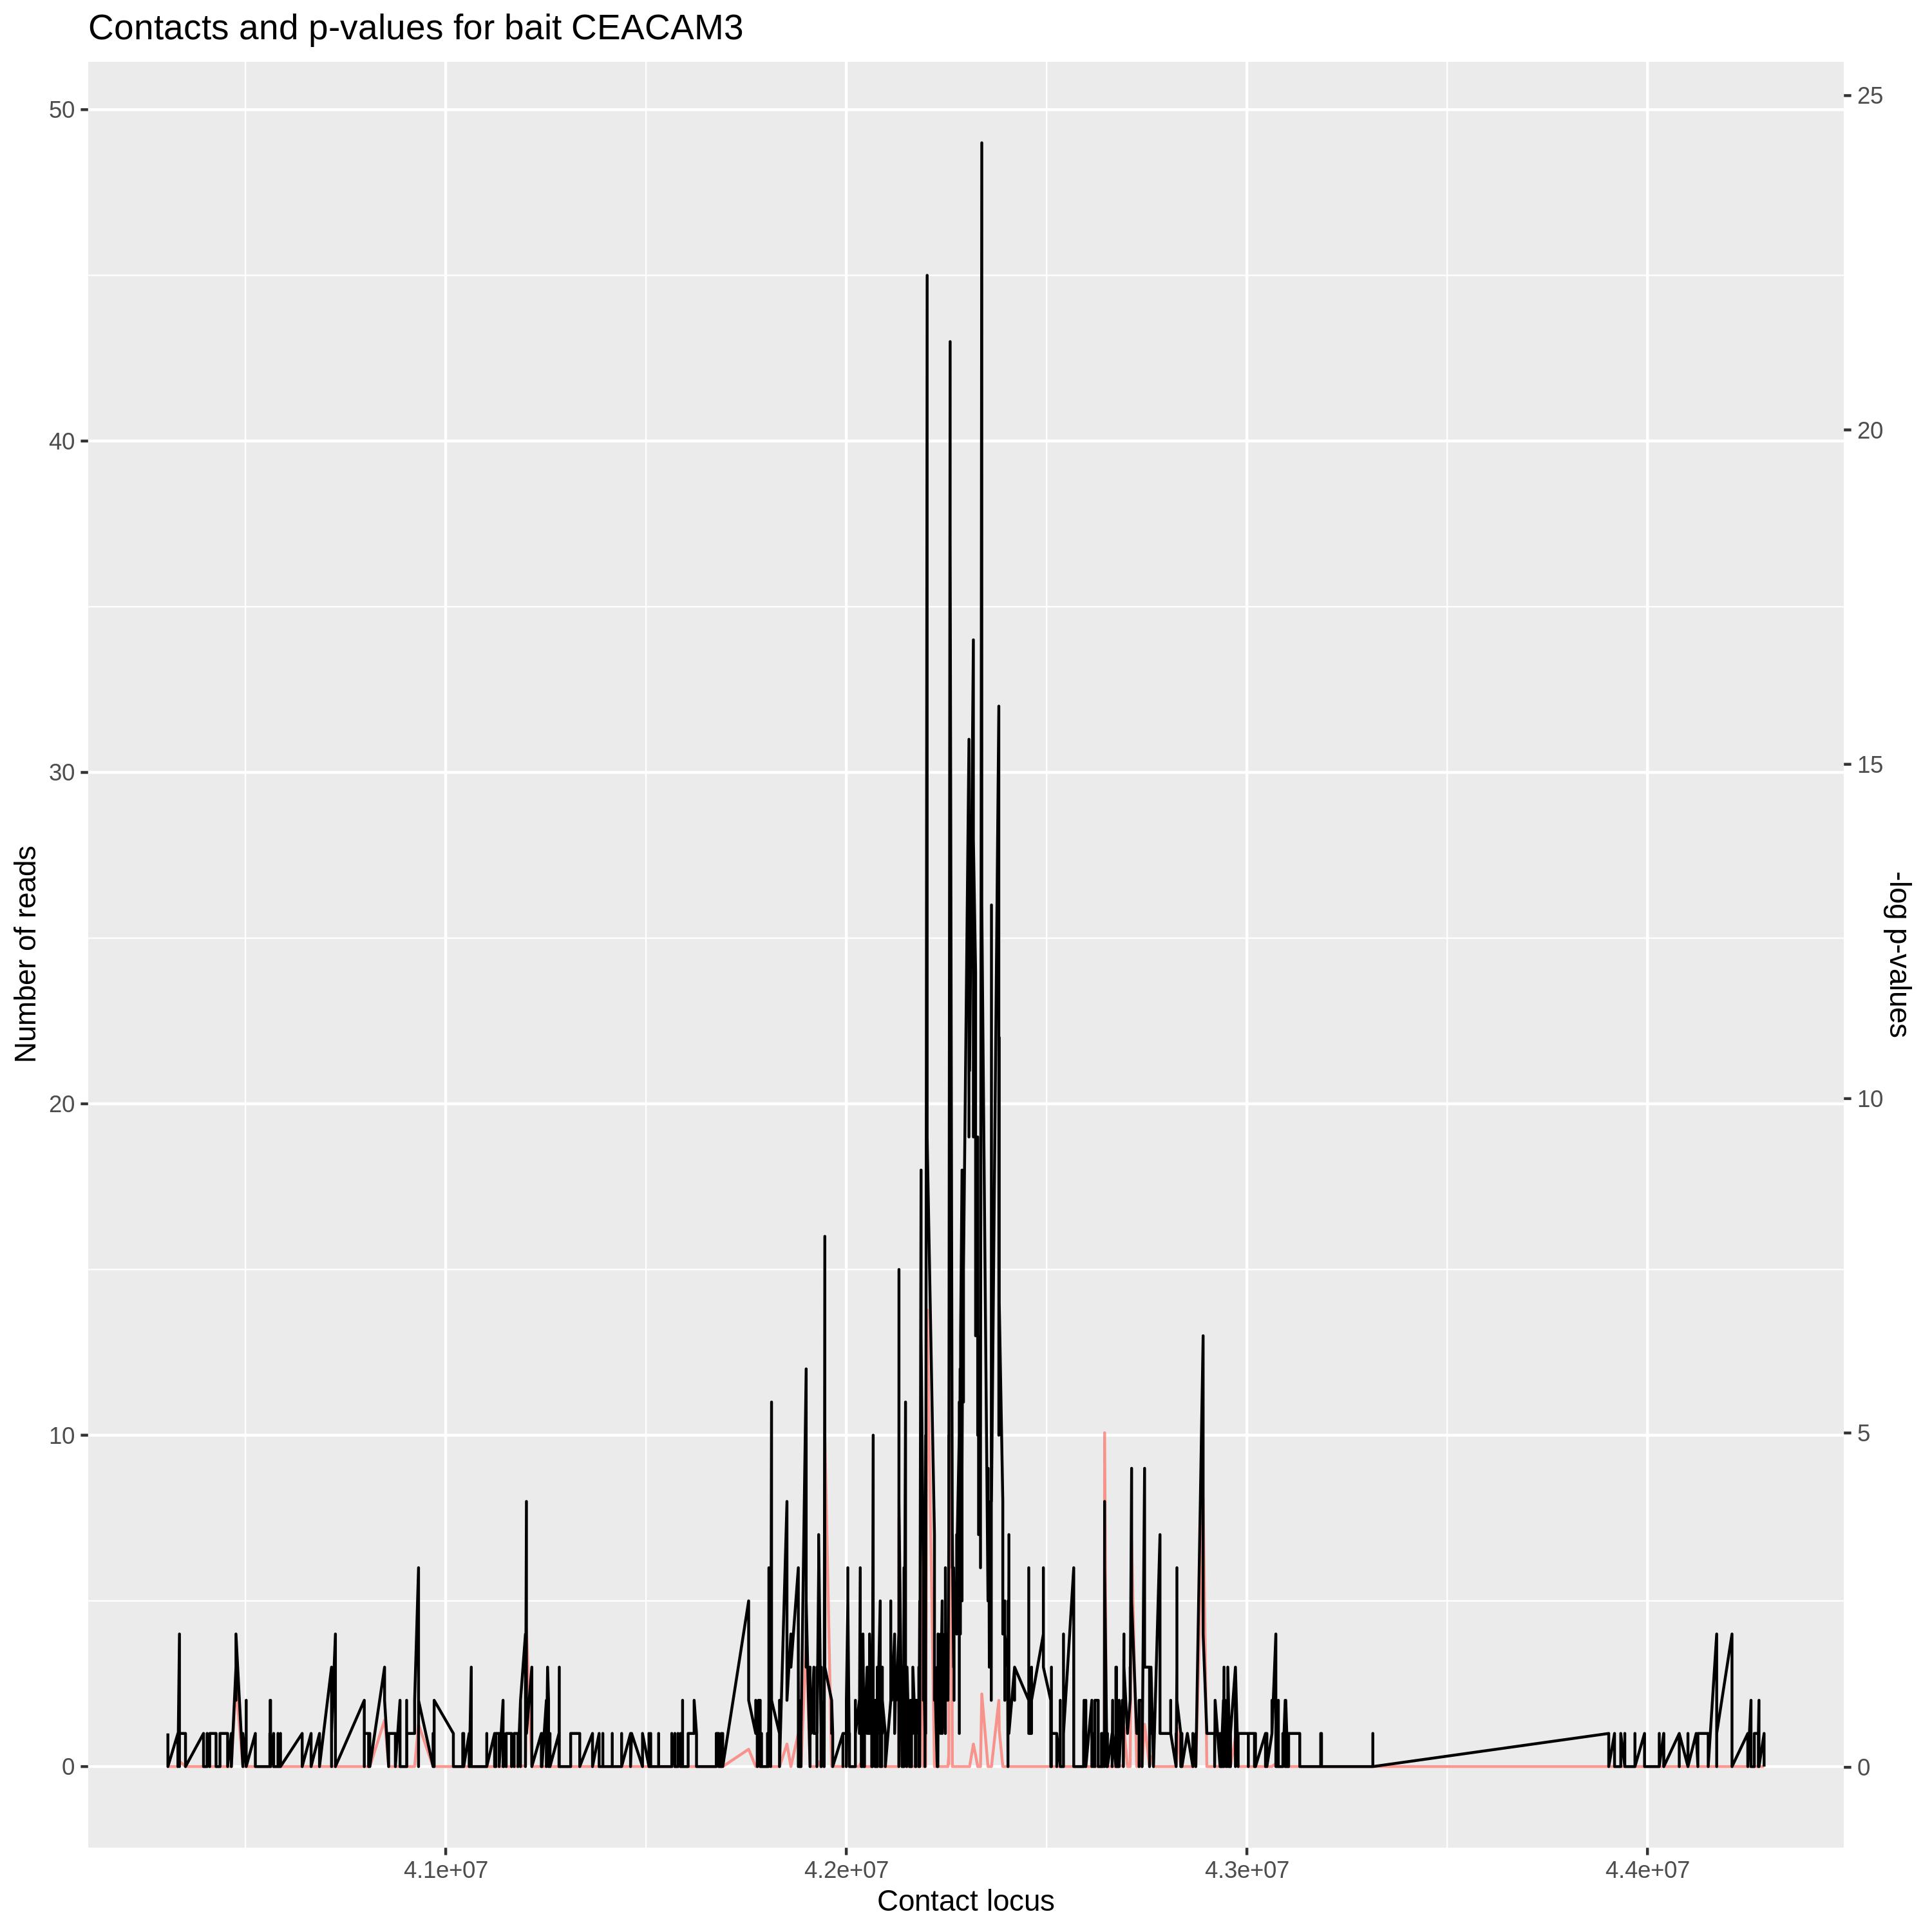 Contacts and p-values for bait CEACAM3
50
40
30
20
10
0
Number of reads
25
20
15
10
5
0
-log p-values
4.1e+07
4.2e+07
4.3e+07
4.4e+07
Contact locus